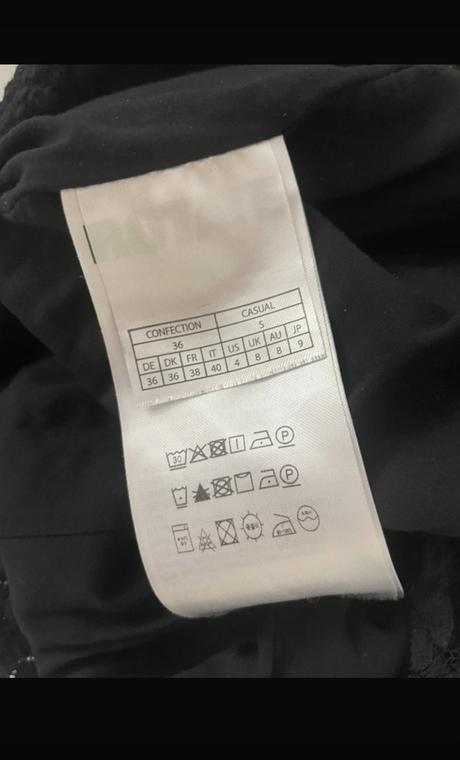 CONFECTION CASUAL
36 S
DE DK FR IT US UK AU JP
36 36 38 40 4 8 8 9
30 P
P